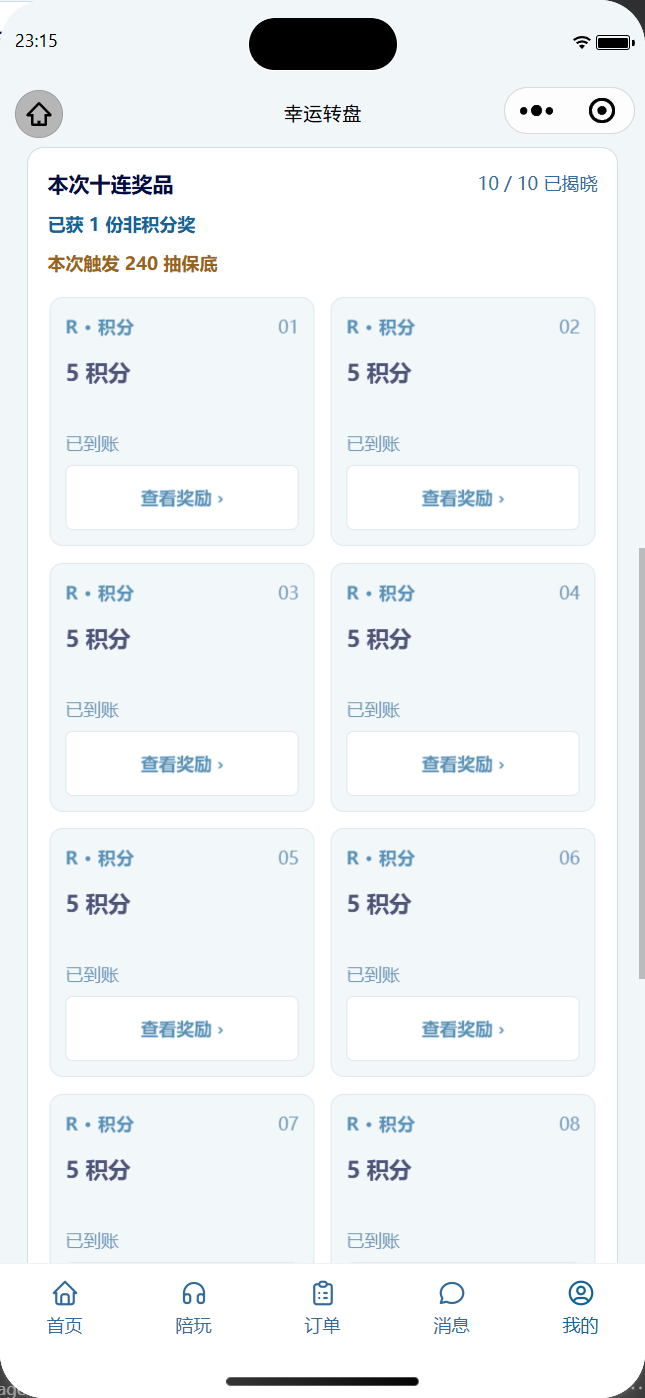 23:15
幸运转盘
本次十连奖品
10 / 10 已揭晓
已获 1 份非积分奖
本次触发 240 抽保底
R · 积分 01
5 积分
已到账
查看奖励 ›
R · 积分 02
5 积分
已到账
查看奖励 ›
R · 积分 03
5 积分
已到账
查看奖励 ›
R · 积分 04
5 积分
已到账
查看奖励 ›
R · 积分 05
5 积分
已到账
查看奖励 ›
R · 积分 06
5 积分
已到账
查看奖励 ›
R · 积分 07
5 积分
已到账
R · 积分 08
5 积分
已到账
首页
陪玩
订单
消息
我的